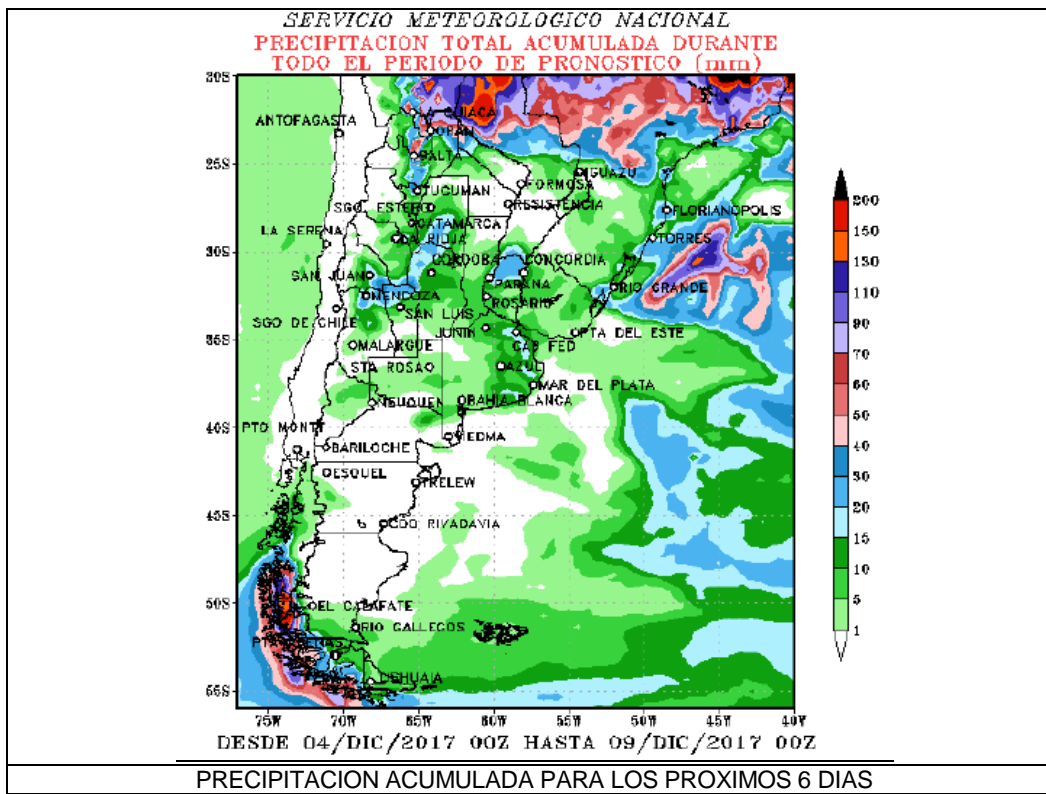 SERVICIO METEOROLOGICO NACIONAL
PRECIPITACION TOTAL ACUMULADA DURANTE
TODO EL PERIODO DE PRONOSTICO (mm)
ANTOFAGASTA
ORAN
SALTA
IGUAZU
TUCUMAN
FORMOSA
SGO. ESTERO
RESISTENCIA
CATAMARCA
FLORIANOPOLIS
LA SERENA
LA RIOJA
TORRES
CORDOBA
CONCORDIA
SAN JUAN
PARANA
RIO GRANDE
MENDOZA
ROSARIO
SAN LUIS
SGO DE CHILE
JUNIN
PTA DEL ESTE
MALARGUE
CAP FED
STA ROSA
AZUL
MAR DEL PLATA
NEUQUEN
BAHIA BLANCA
PTO MONTT
VIEDMA
BARILOCHE
ESQUEL
TRELEW
CDO RIVADAVIA
EL CALAFATE
RIO GALLEGOS
USHUAIA
25S
30S
35S
40S
45S
50S
55S
75W 70W 65W 60W 55W 50W 45W 40W
200
150
130
110
90
70
60
50
40
30
20
15
10
5
1
DESDE 04/DIC/2017 00Z HASTA 09/DIC/2017 00Z
PRECIPITACION ACUMULADA PARA LOS PROXIMOS 6 DIAS